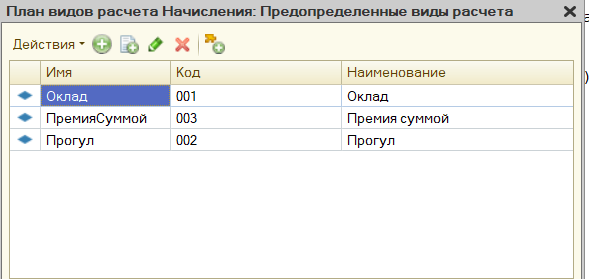 План видов расчета Начисления: Предопределенные виды расчета
Действия
Имя Код Наименование
Оклад 001 Оклад
ПремияСуммой 003 Премия суммой
Прогул 002 Прогул